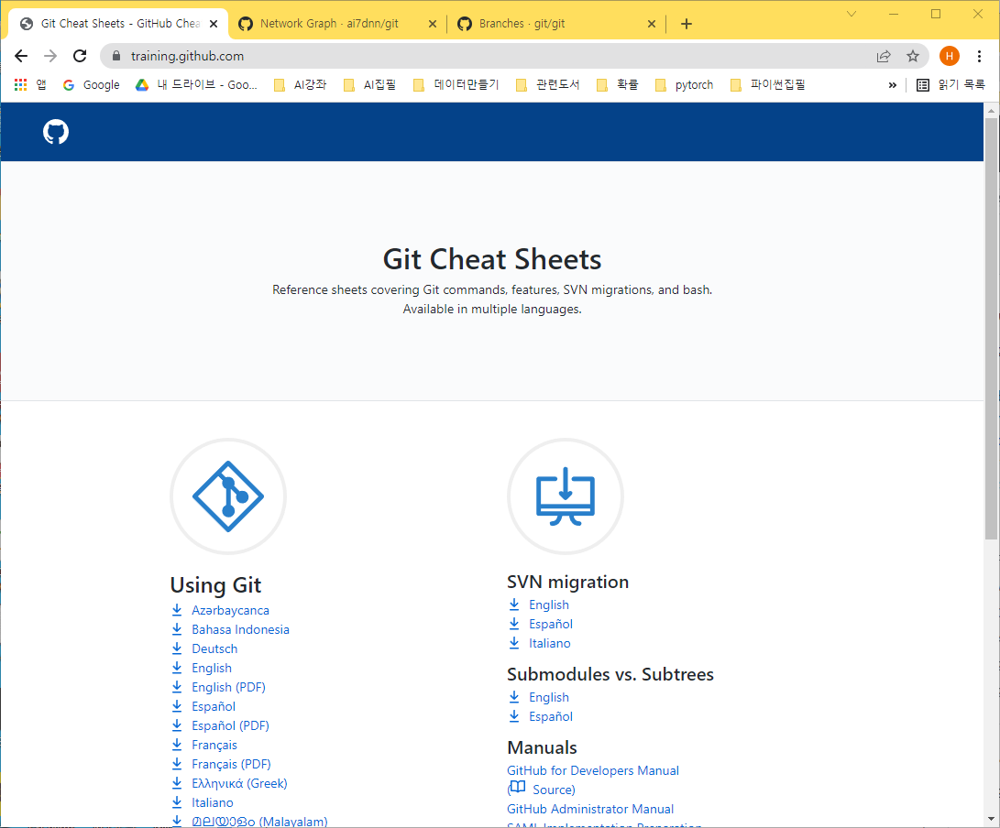 Git Cheat Sheets - GitHub Chea
Network Graph · ai7dnn/git
Branches · git/git
training.github.com
H
앱
Google
내 드라이브 - Goo...
AI강좌
AI집필
데이터만들기
관련도서
확률
pytorch
파이썬집필
»
읽기 목록
Git Cheat Sheets
Reference sheets covering Git commands, features, SVN migrations, and bash.
Available in multiple languages.
Using Git
Azərbaycanca
Bahasa Indonesia
Deutsch
English
English (PDF)
Español
Español (PDF)
Français
Français (PDF)
Ελληνικά (Greek)
Italiano
മലയാളം (Malayalam)
SVN migration
English
Español
Italiano
Submodules vs. Subtrees
English
Español
Manuals
GitHub for Developers Manual
( Source)
GitHub Administrator Manual
SAML Implementation Preparation